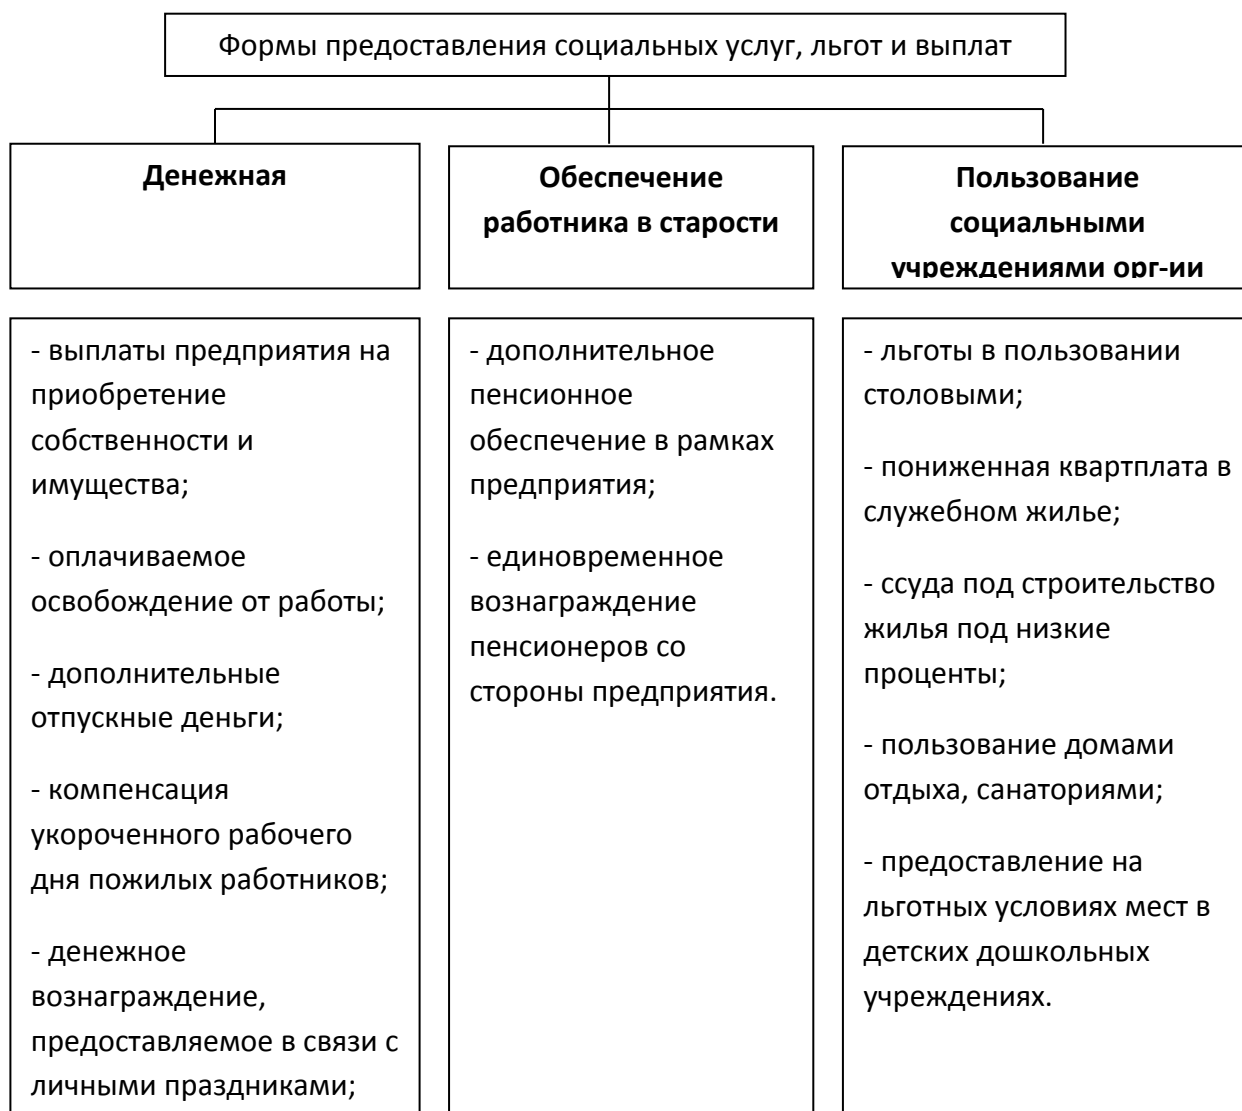 Формы предоставления социальных услуг, льгот и выплат
Денежная
Обеспечение
работника в старости
Пользование
социальными
учреждениями орг-ии
- выплаты предприятия на
приобретение
собственности и
имущества;
- оплачиваемое
освобождение от работы;
- дополнительные
отпускные деньги;
- компенсация
укороченного рабочего
дня пожилых работников;
- денежное
вознаграждение,
предоставляемое в связи с
личными праздниками;
- дополнительное
пенсионное
обеспечение в рамках
предприятия;
- единовременное
вознаграждение
пенсионеров со
стороны предприятия.
- льготы в пользовании
столовыми;
- пониженная квартплата в
служебном жилье;
- ссуда под строительство
жилья под низкие
проценты;
- пользование домами
отдыха, санаториями;
- предоставление на
льготных условиях мест в
детских дошкольных
учреждениях.